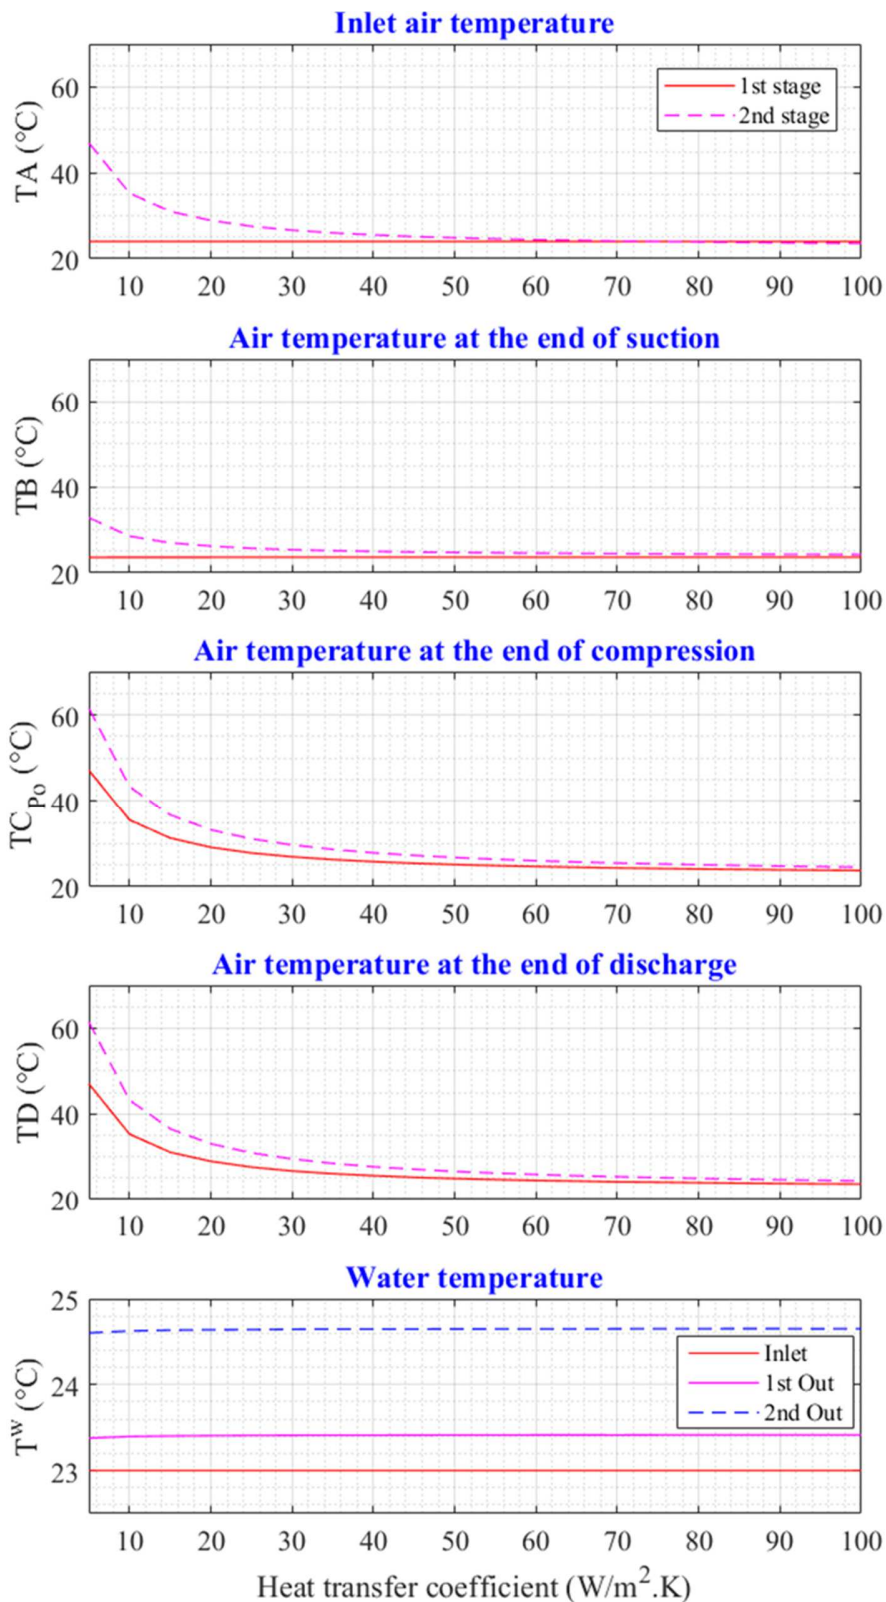 Inlet air temperature
TA (°C)
60
40
20
1st stage
2nd stage
10 20 30 40 50 60 70 80 90 100
Air temperature at the end of suction
TB (°C)
60
40
20
10 20 30 40 50 60 70 80 90 100
Air temperature at the end of compression
TC_Po (°C)
60
40
20
10 20 30 40 50 60 70 80 90 100
Air temperature at the end of discharge
TD (°C)
60
40
20
10 20 30 40 50 60 70 80 90 100
Water temperature
T^w (°C)
25
24
23
Inlet
1st Out
2nd Out
10 20 30 40 50 60 70 80 90 100
Heat transfer coefficient (W/m².K)